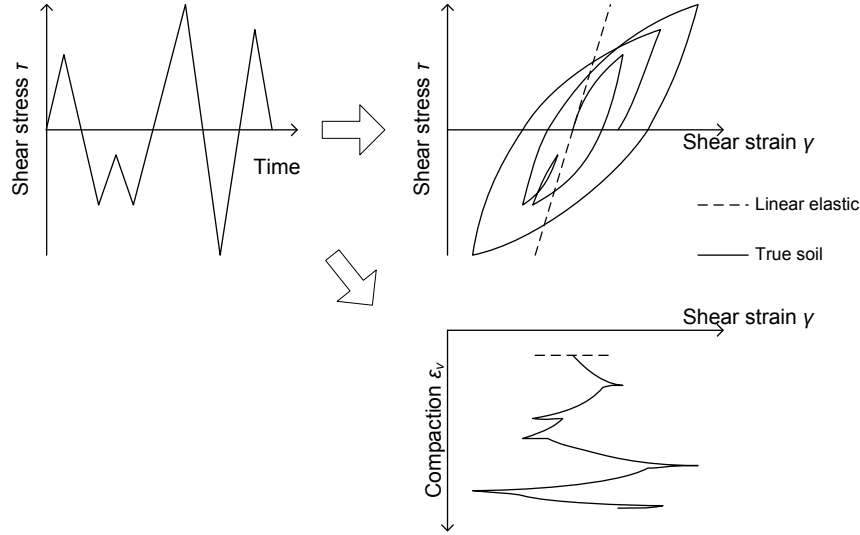 Shear stress τ
Time
Shear stress τ
Shear strain γ
Linear elastic
True soil
Shear strain γ
Compaction εᵥ